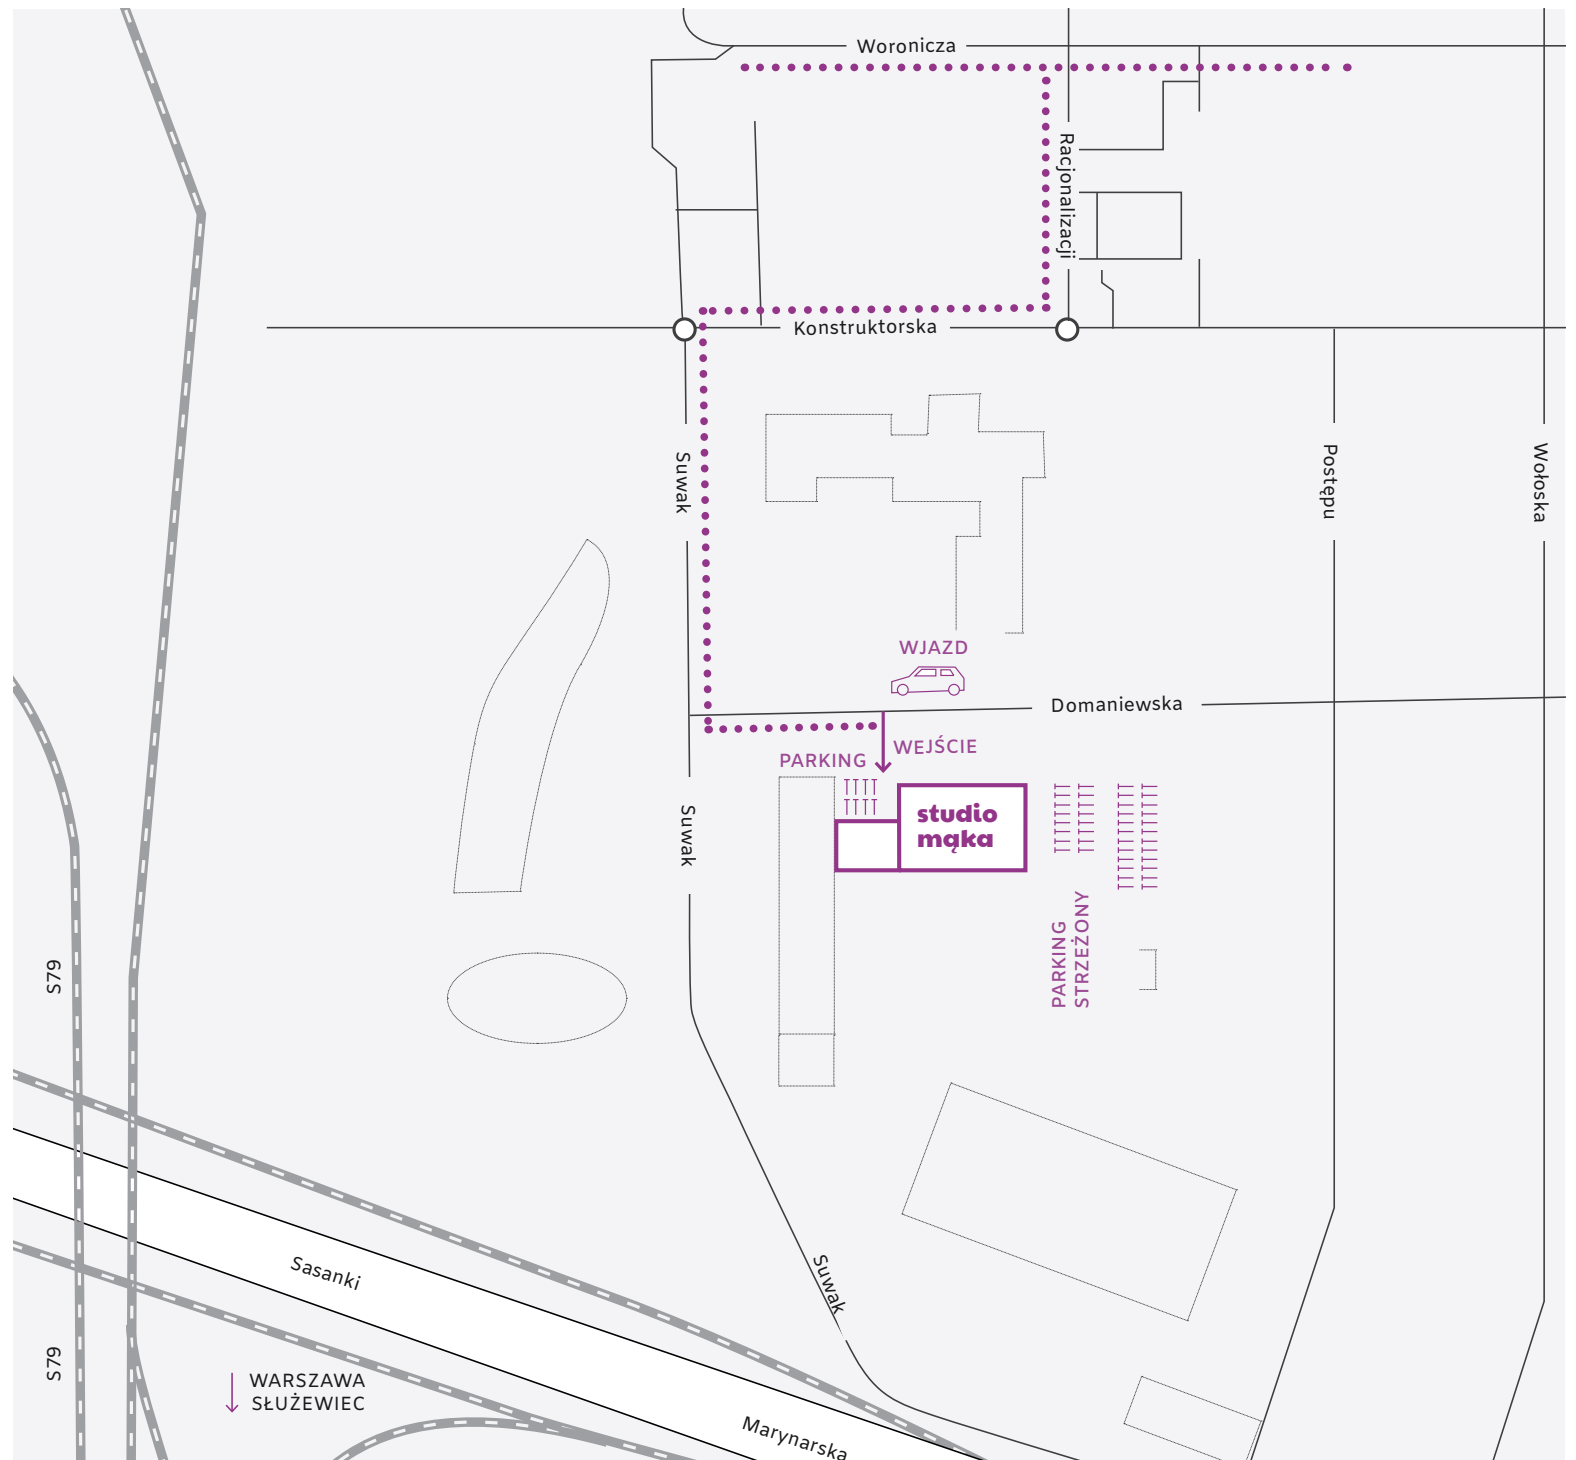 Woronicza
Racjonalizacji
Konstruktorska
Suwak
Postępu
Wołoska
WJAZD
Domaniewska
WEJŚCIE
PARKING
studio
mąka
Suwak
PARKING
STRZEŻONY
S79
Suwak
Sasanki
S79
WARSZAWA
SŁUŻEWIEC
Marynarska